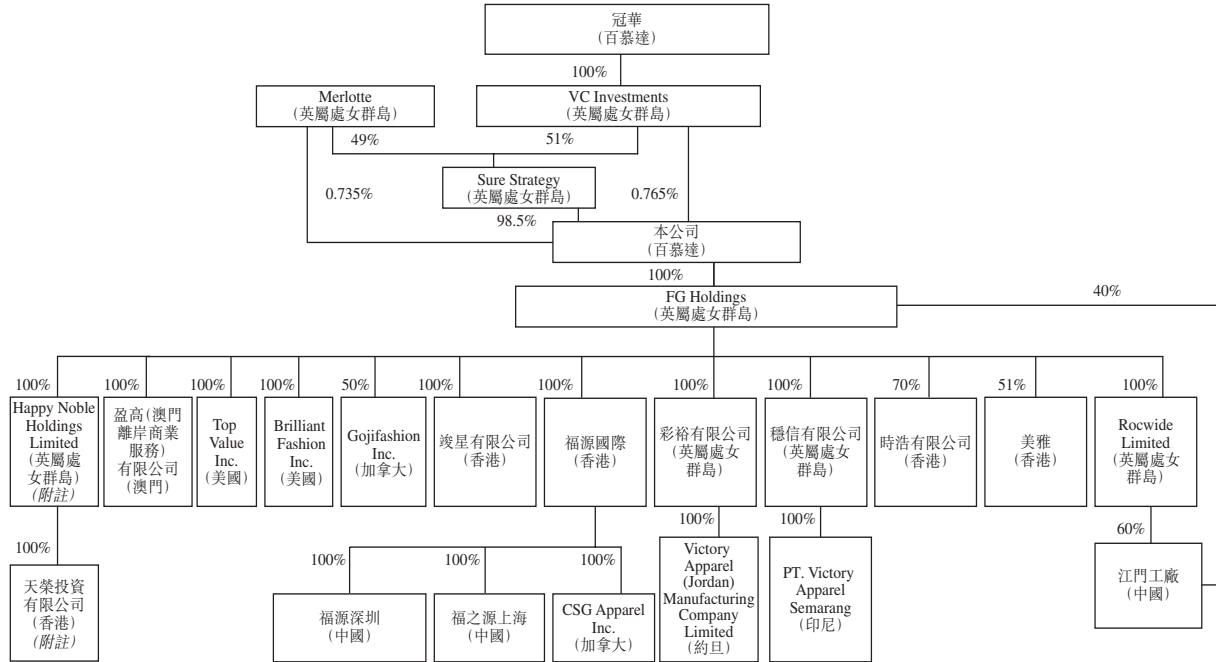 冠華
(百慕達)
100%
Merlotte
(英屬處女群島)
VC Investments
(英屬處女群島)
49%
51%
Sure Strategy
(英屬處女群島)
0.735%
0.765%
98.5%
本公司
(百慕達)
100%
FG Holdings
(英屬處女群島)
40%
100%
100%
100%
100%
50%
100%
100%
100%
100%
70%
51%
100%
Happy Noble
Holdings
Limited
(英屬處
女群島)
(附註)
盈高(澳門
離岸商業
服務)
有限公司
(澳門)
Top
Value
Inc.
(美國)
Brilliant
Fashion
Inc.
(美國)
Gojifashion
Inc.
(加拿大)
竣星有限公司
(香港)
福源國際
(香港)
彩裕有限公司
(英屬處女
群島)
穩信有限公司
(英屬處女
群島)
時浩有限公司
(香港)
美雅
(香港)
Rocwide
Limited
(英屬處女
群島)
100%
100%
100%
100%
100%
100%
60%
天榮投資
有限公司
(香港)
(附註)
福源深圳
(中國)
福之源上海
(中國)
CSG Apparel
Inc.
(加拿大)
Victory
Apparel
(Jordan)
Manufacturing
Company
Limited
(約旦)
PT. Victory
Apparel
Semarang
(印尼)
江門工廠
(中國)